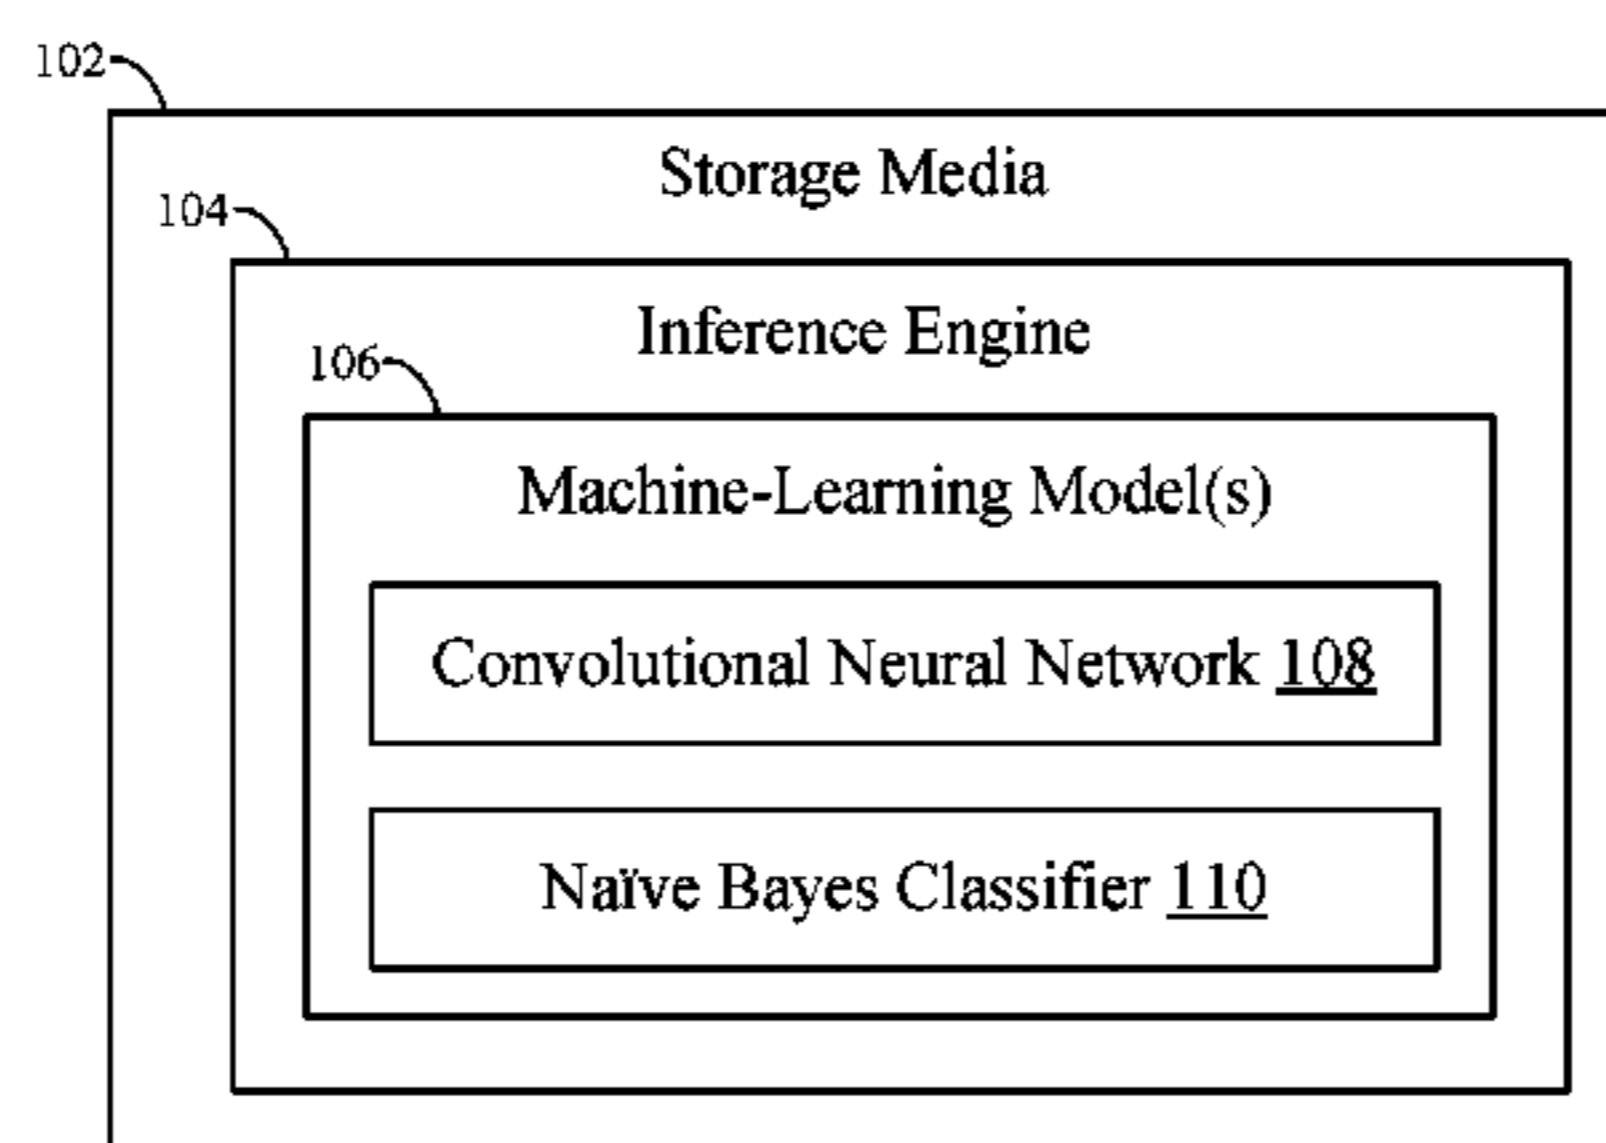 102
Storage Media
104
Inference Engine
106
Machine-Learning Model(s)
Convolutional Neural Network 108
Naïve Bayes Classifier 110